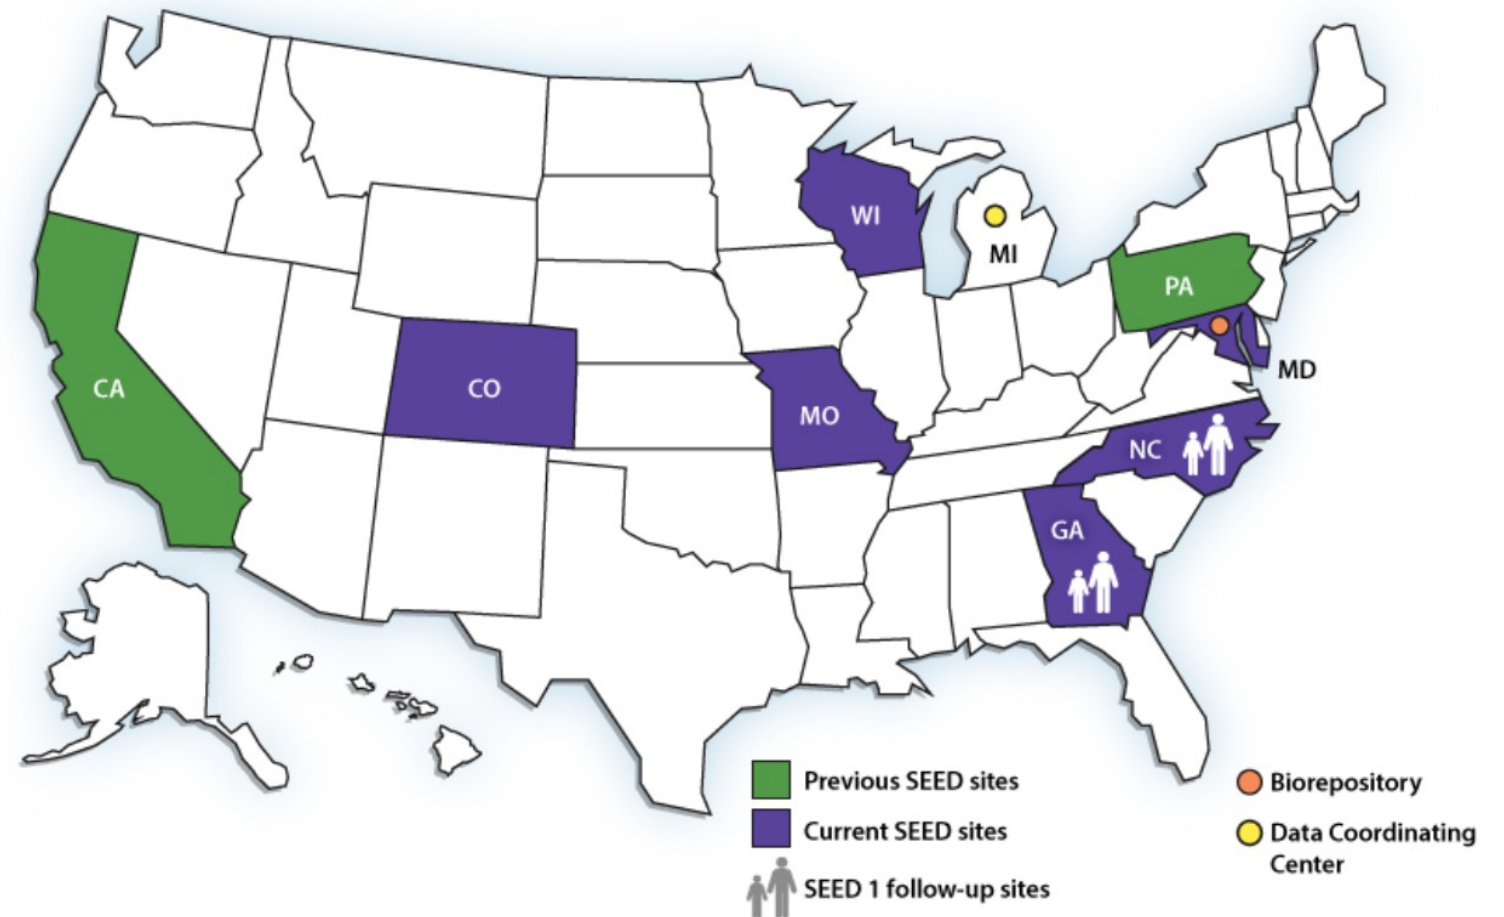 WI
MI
PA
CA
CO
MD
MO
NC
GA
Previous SEED sites
Current SEED sites
SEED 1 follow-up sites
Biorepository
Data Coordinating
Center